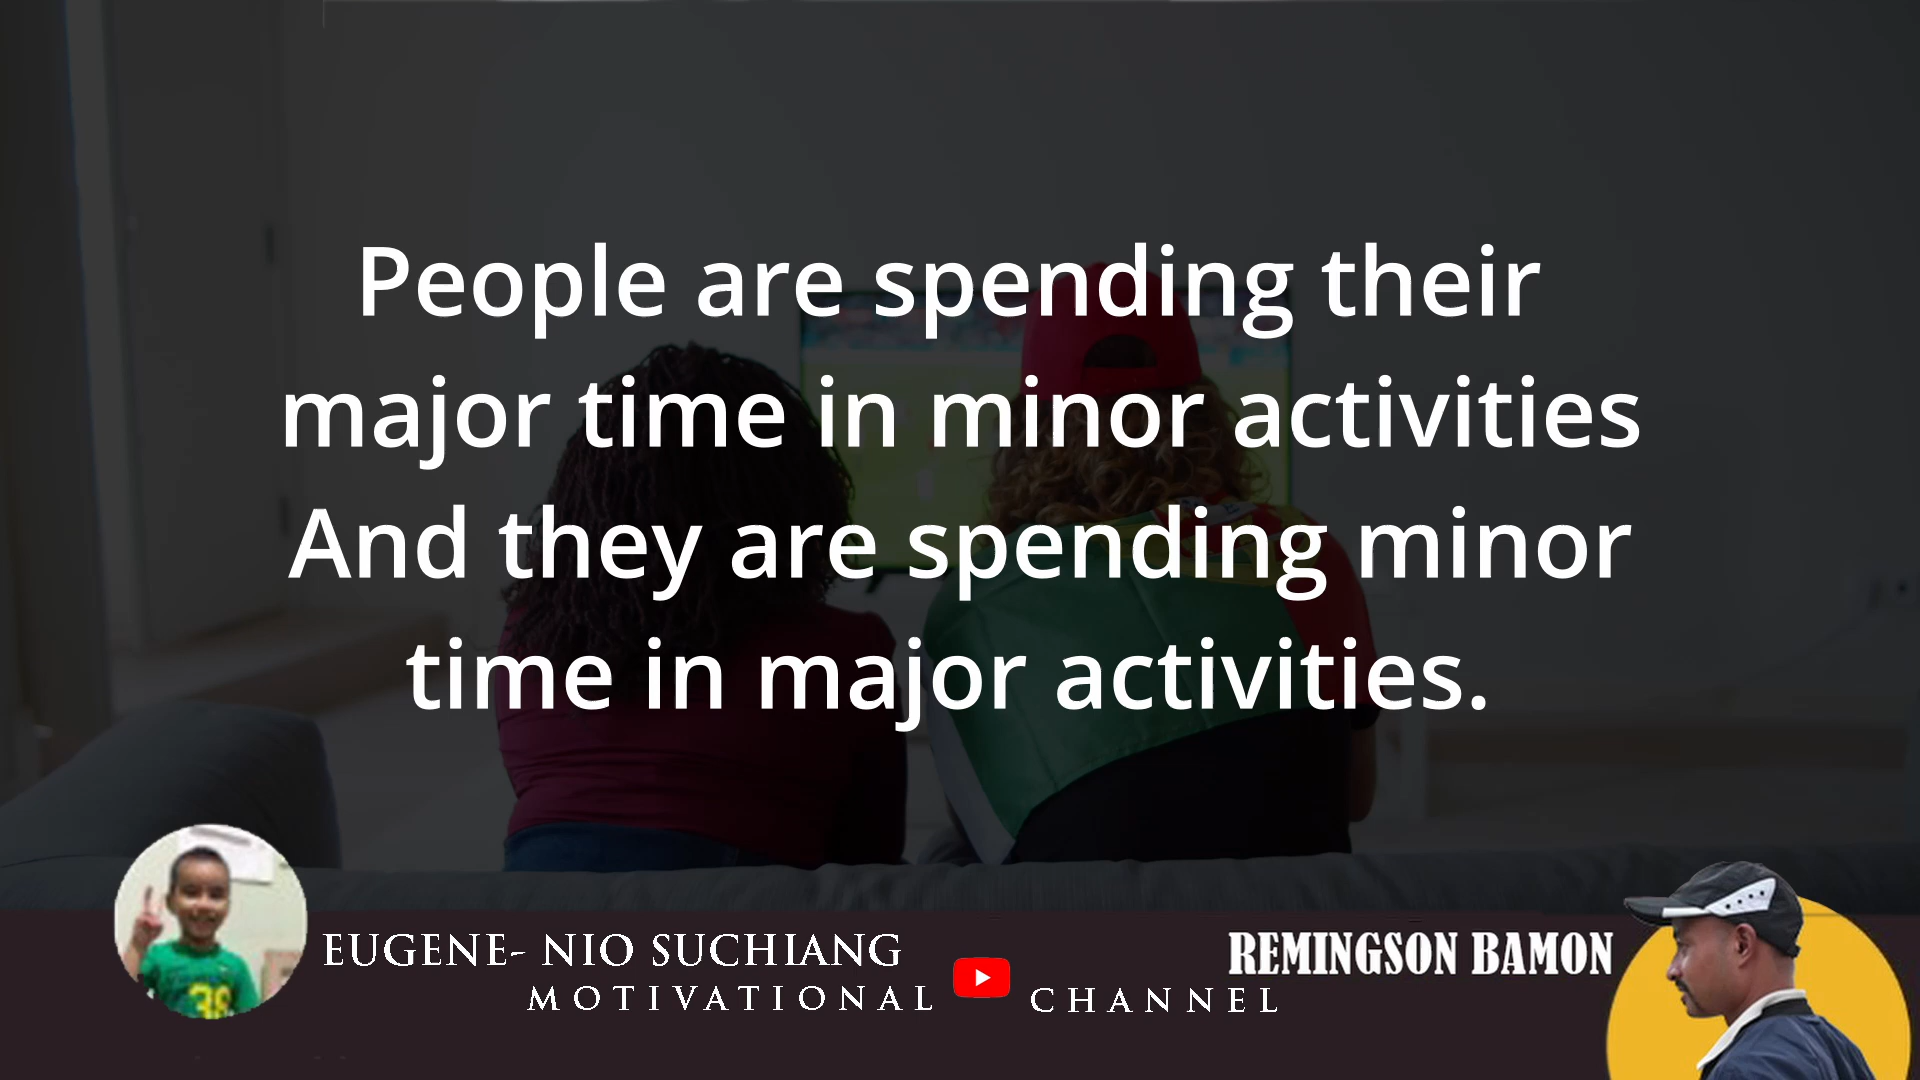 People are spending their
major time in minor activities
And they are spending minor
time in major activities.
EUGENE- NIO SUCHIANG
MOTIVATIONAL CHANNEL
REMINGSON BAMON
38